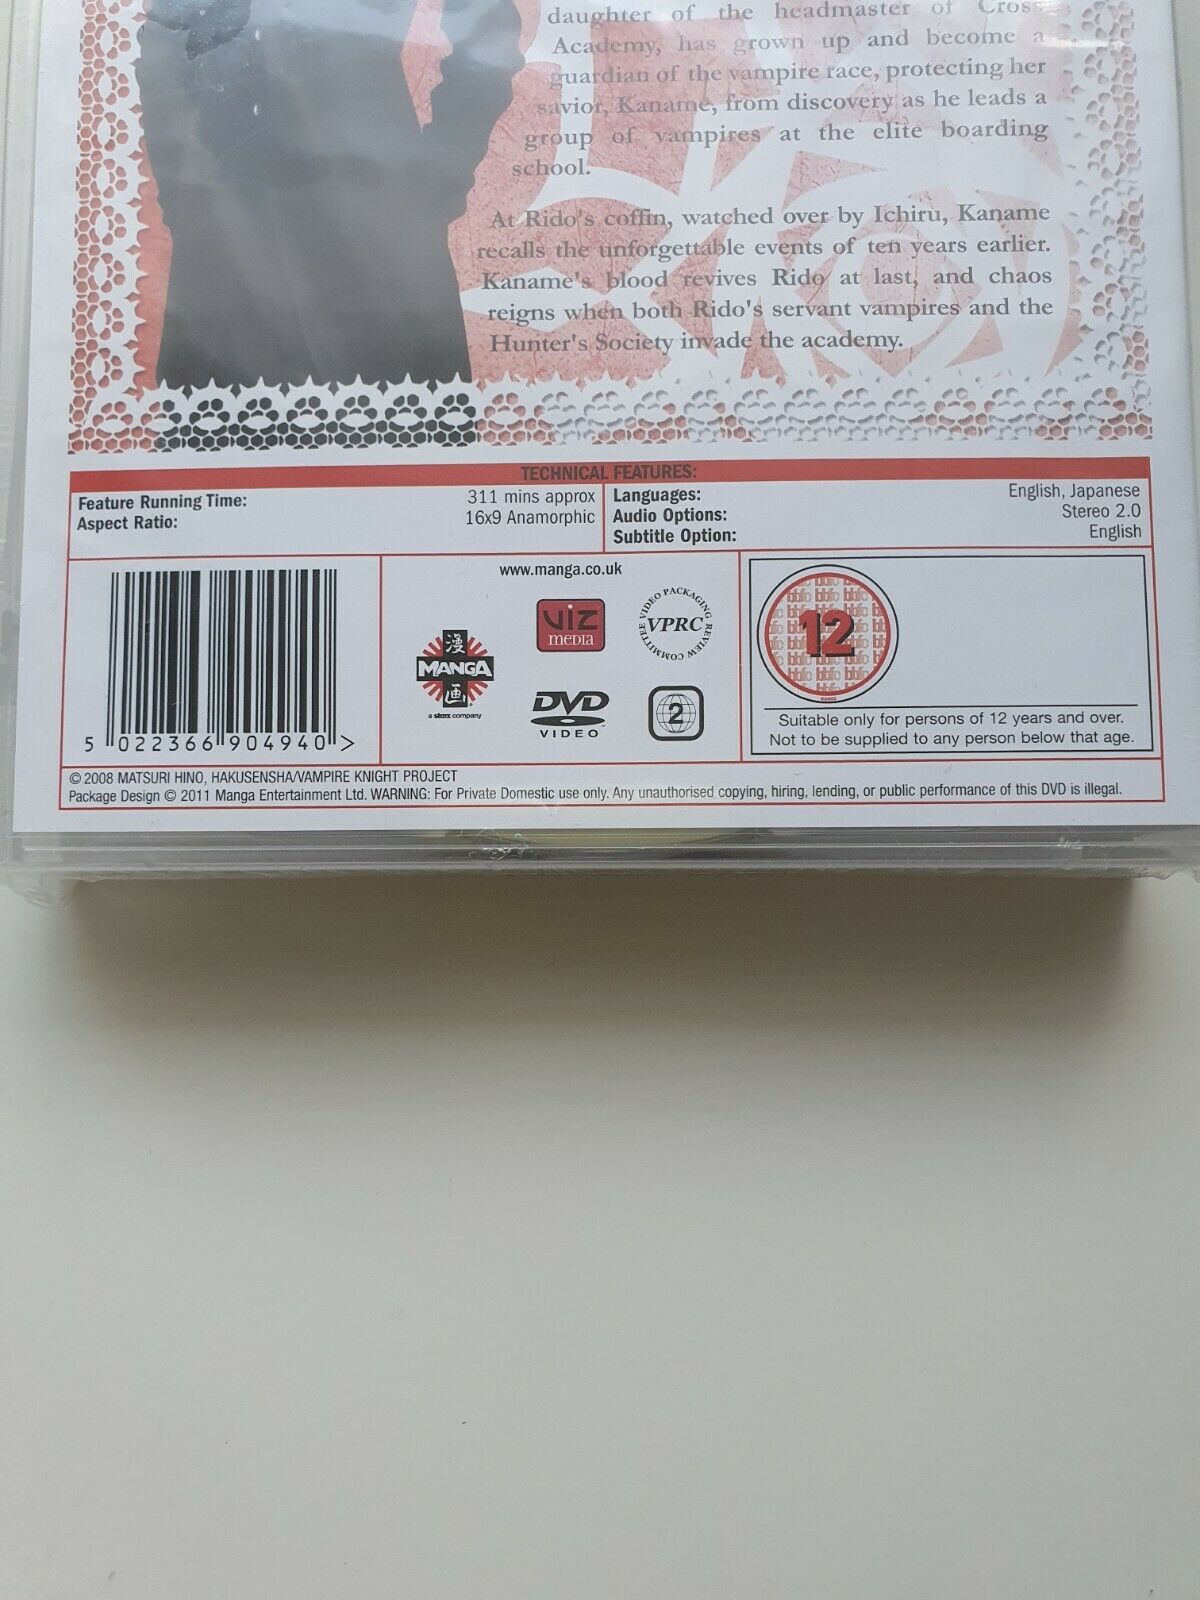 daughter of the headmaster of Cross
Academy, has grown up and become a
guardian of the vampire race, protecting her
savior, Kaname, from discovery as he leads a
group of vampires at the elite boarding
school.
At Rido's coffin, watched over by Ichiru, Kaname
recalls the unforgettable events of ten years earlier.
Kaname's blood revives Rido at last, and chaos
reigns when both Rido's servant vampires and the
Hunter's Society invade the academy.
TECHNICAL FEATURES:
Feature Running Time: 311 mins approx
Aspect Ratio: 16x9 Anamorphic
Languages: English, Japanese
Audio Options: Stereo 2.0
Subtitle Option: English
5 022366 904940 >
www.manga.co.uk
漫
MANGA
画
a starz company
VIZ
MEDIA
VIDEO PACKAGING REVIEW COMMITTEE
VPRC
DVD
VIDEO
2
bbfc
12
Suitable only for persons of 12 years and over.
Not to be supplied to any person below that age.
© 2008 MATSURI HINO, HAKUSENSHA/VAMPIRE KNIGHT PROJECT
Package Design © 2011 Manga Entertainment Ltd. WARNING: For Private Domestic use only. Any unauthorised copying, hiring, lending, or public performance of this DVD is illegal.